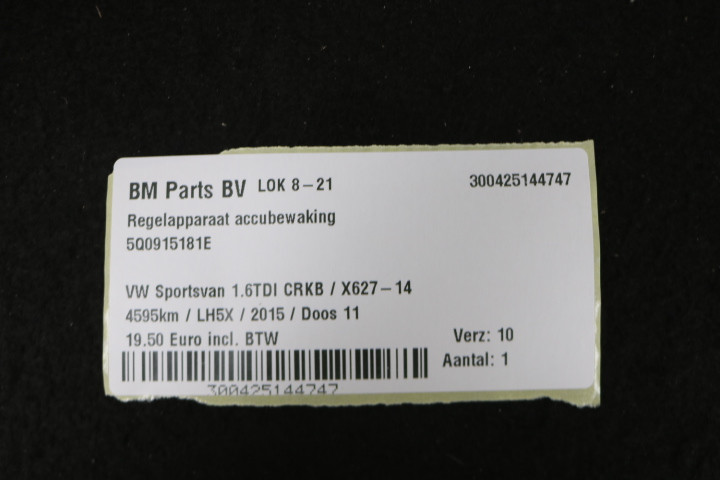 BM Parts BV LOK 8-21 300425144747
Regelapparaat accubewaking
5Q0915181E
VW Sportsvan 1.6TDI CRKB / X627-14
4595km / LH5X / 2015 / Doos 11
19.50 Euro incl. BTW Verz: 10
Aantal: 1
300425144747